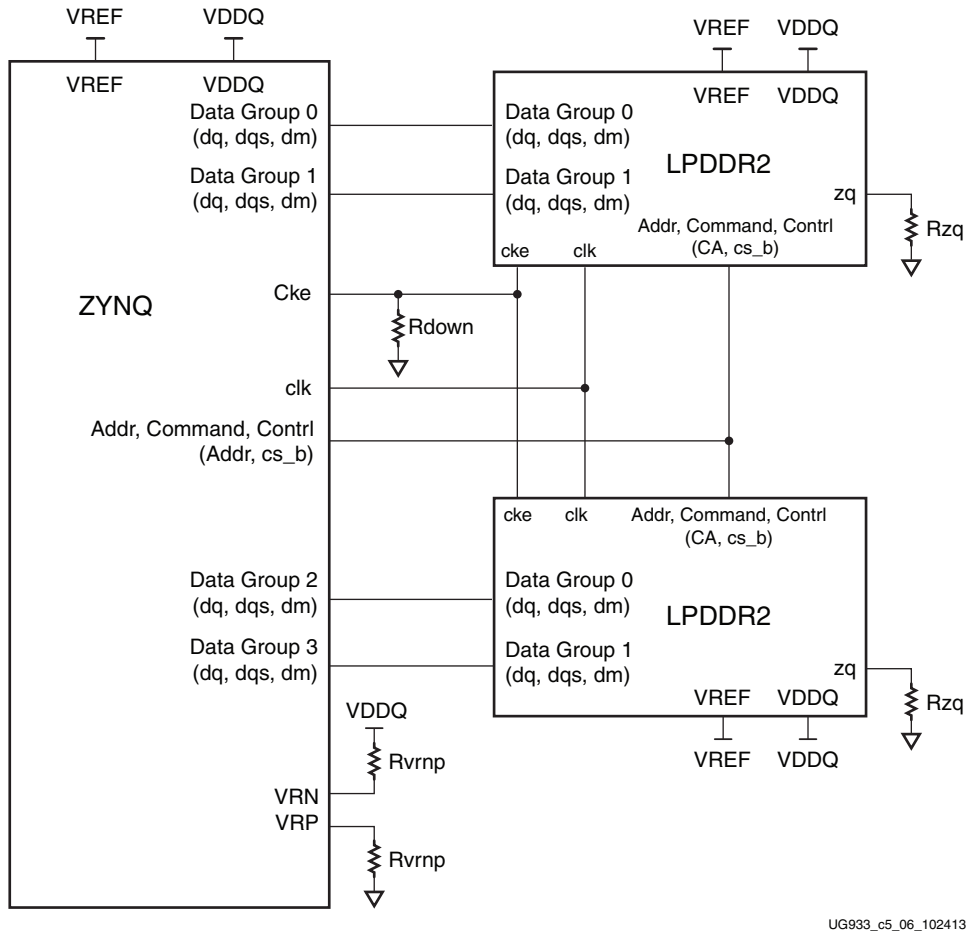 VREF
VDDQ
VREF
VDDQ
Data Group 0
(dq, dqs, dm)
Data Group 1
(dq, dqs, dm)
ZYNQ
Cke
Rdown
clk
Addr, Command, Contrl
(Addr, cs_b)
Data Group 2
(dq, dqs, dm)
Data Group 3
(dq, dqs, dm)
VDDQ
Rvrnp
VRN
VRP
Rvrnp
VREF
VDDQ
VREF
VDDQ
Data Group 0
(dq, dqs, dm)
LPDDR2
Data Group 1
(dq, dqs, dm)
zq
Rzq
Addr, Command, Contrl
(CA, cs_b)
cke
clk
cke
clk
Addr, Command, Contrl
(CA, cs_b)
Data Group 0
(dq, dqs, dm)
LPDDR2
Data Group 1
(dq, dqs, dm)
zq
Rzq
VREF
VDDQ
VREF
VDDQ
UG933_c5_06_102413